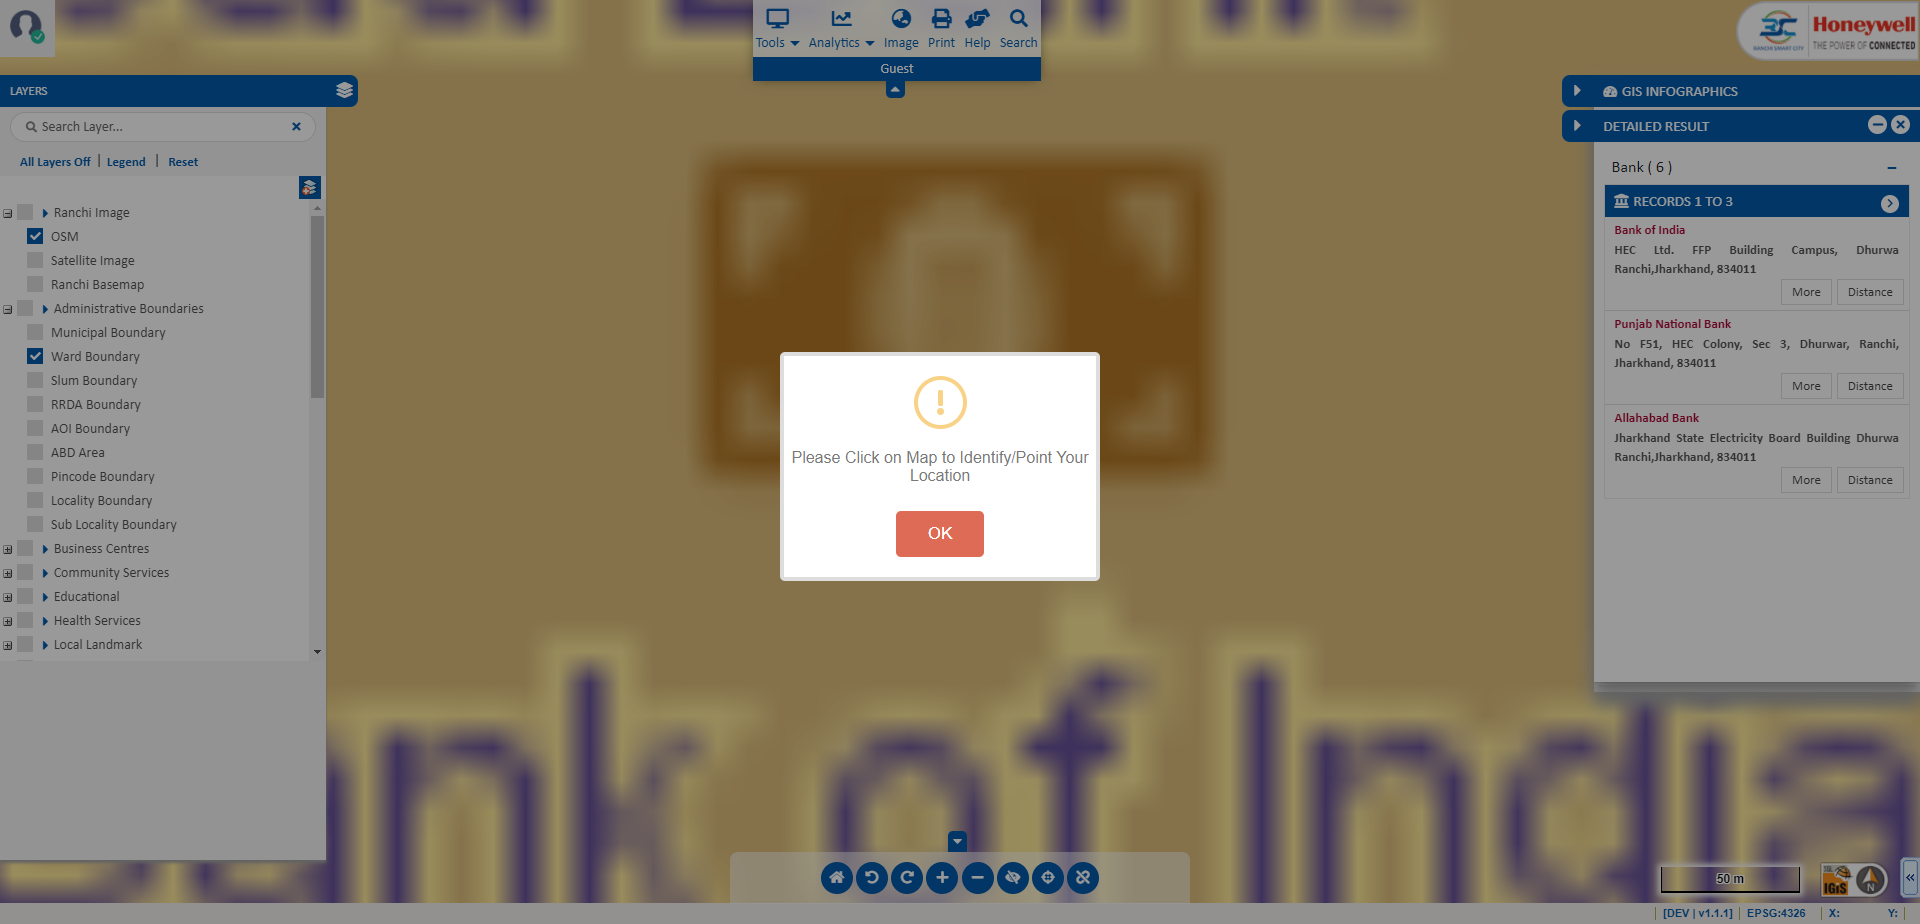 Tools
Analytics
Image
Print
Help
Search
Guest
RANCHI SMART CITY
Honeywell
THE POWER OF CONNECTED
LAYERS
Search Layer...
All Layers Off | Legend | Reset
Ranchi Image
OSM
Satellite Image
Ranchi Basemap
Administrative Boundaries
Municipal Boundary
Ward Boundary
Slum Boundary
RRDA Boundary
AOI Boundary
ABD Area
Pincode Boundary
Locality Boundary
Sub Locality Boundary
Business Centres
Community Services
Educational
Health Services
Local Landmark
Please Click on Map to Identify/Point Your
Location
OK
nk of India
GIS INFOGRAPHICS
DETAILED RESULT
Bank ( 6 )
RECORDS 1 TO 3
Bank of India
HEC Ltd. FFP Building Campus, Dhurwa
Ranchi,Jharkhand, 834011
More Distance
Punjab National Bank
No F51, HEC Colony, Sec 3, Dhurwar, Ranchi,
Jharkhand, 834011
More Distance
Allahabad Bank
Jharkhand State Electricity Board Building Dhurwa
Ranchi,Jharkhand, 834011
More Distance
50 m
IGiS
N
[DEV | v1.1.1] EPSG:4326 X: Y: